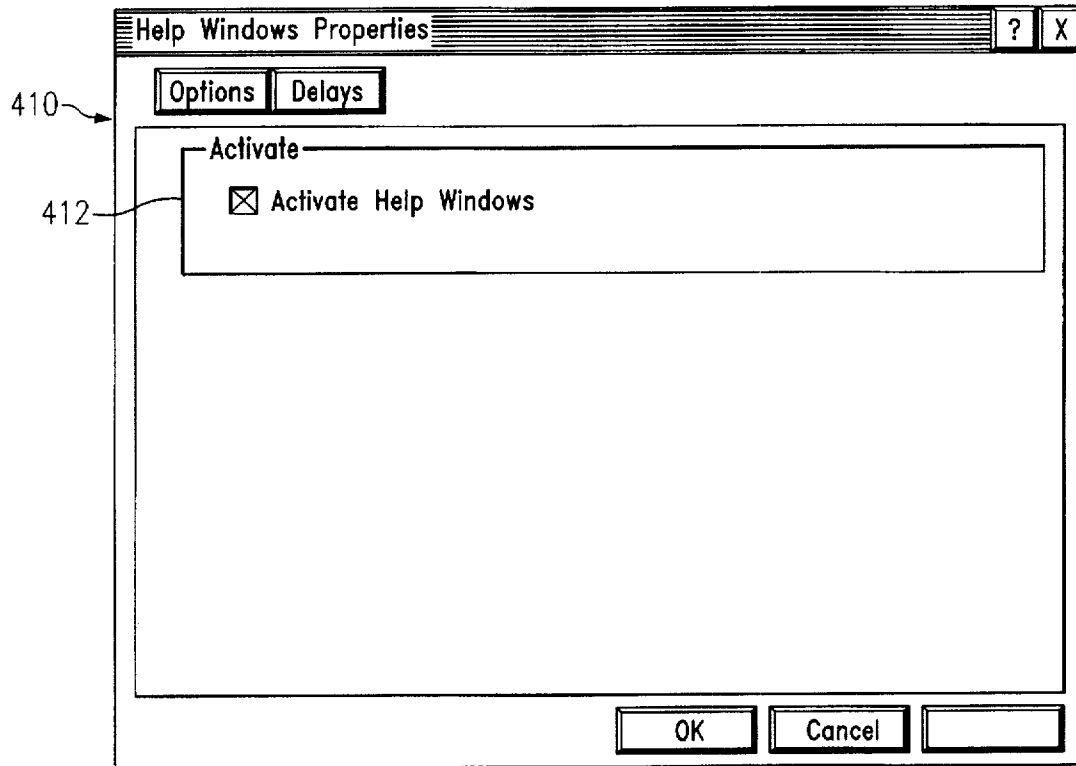 Help Windows Properties ? X
Options Delays
410
Activate
412 Activate Help Windows
OK Cancel